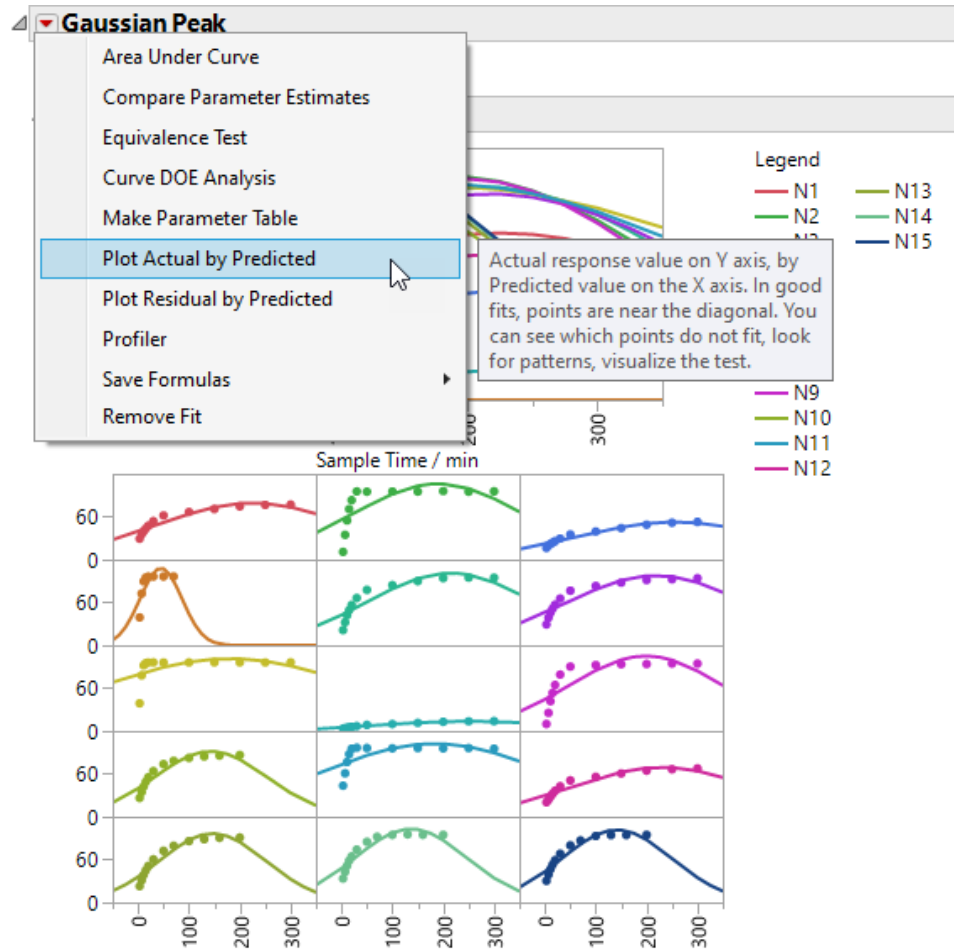 Gaussian Peak
Area Under Curve
Compare Parameter Estimates
Equivalence Test
Curve DOE Analysis
Make Parameter Table
Plot Actual by Predicted
Plot Residual by Predicted
Profiler
Save Formulas
Remove Fit
Actual response value on Y axis, by
Predicted value on the X axis. In good
fits, points are near the diagonal. You
can see which points do not fit, look
for patterns, visualize the test.
Legend
N1 N13
N2 N14
N15
N9
N10
N11
N12
300
Sample Time / min
60
0
60
0
60
0
60
0
60
0
0 100 200 300 0 100 200 300 0 100 200 300